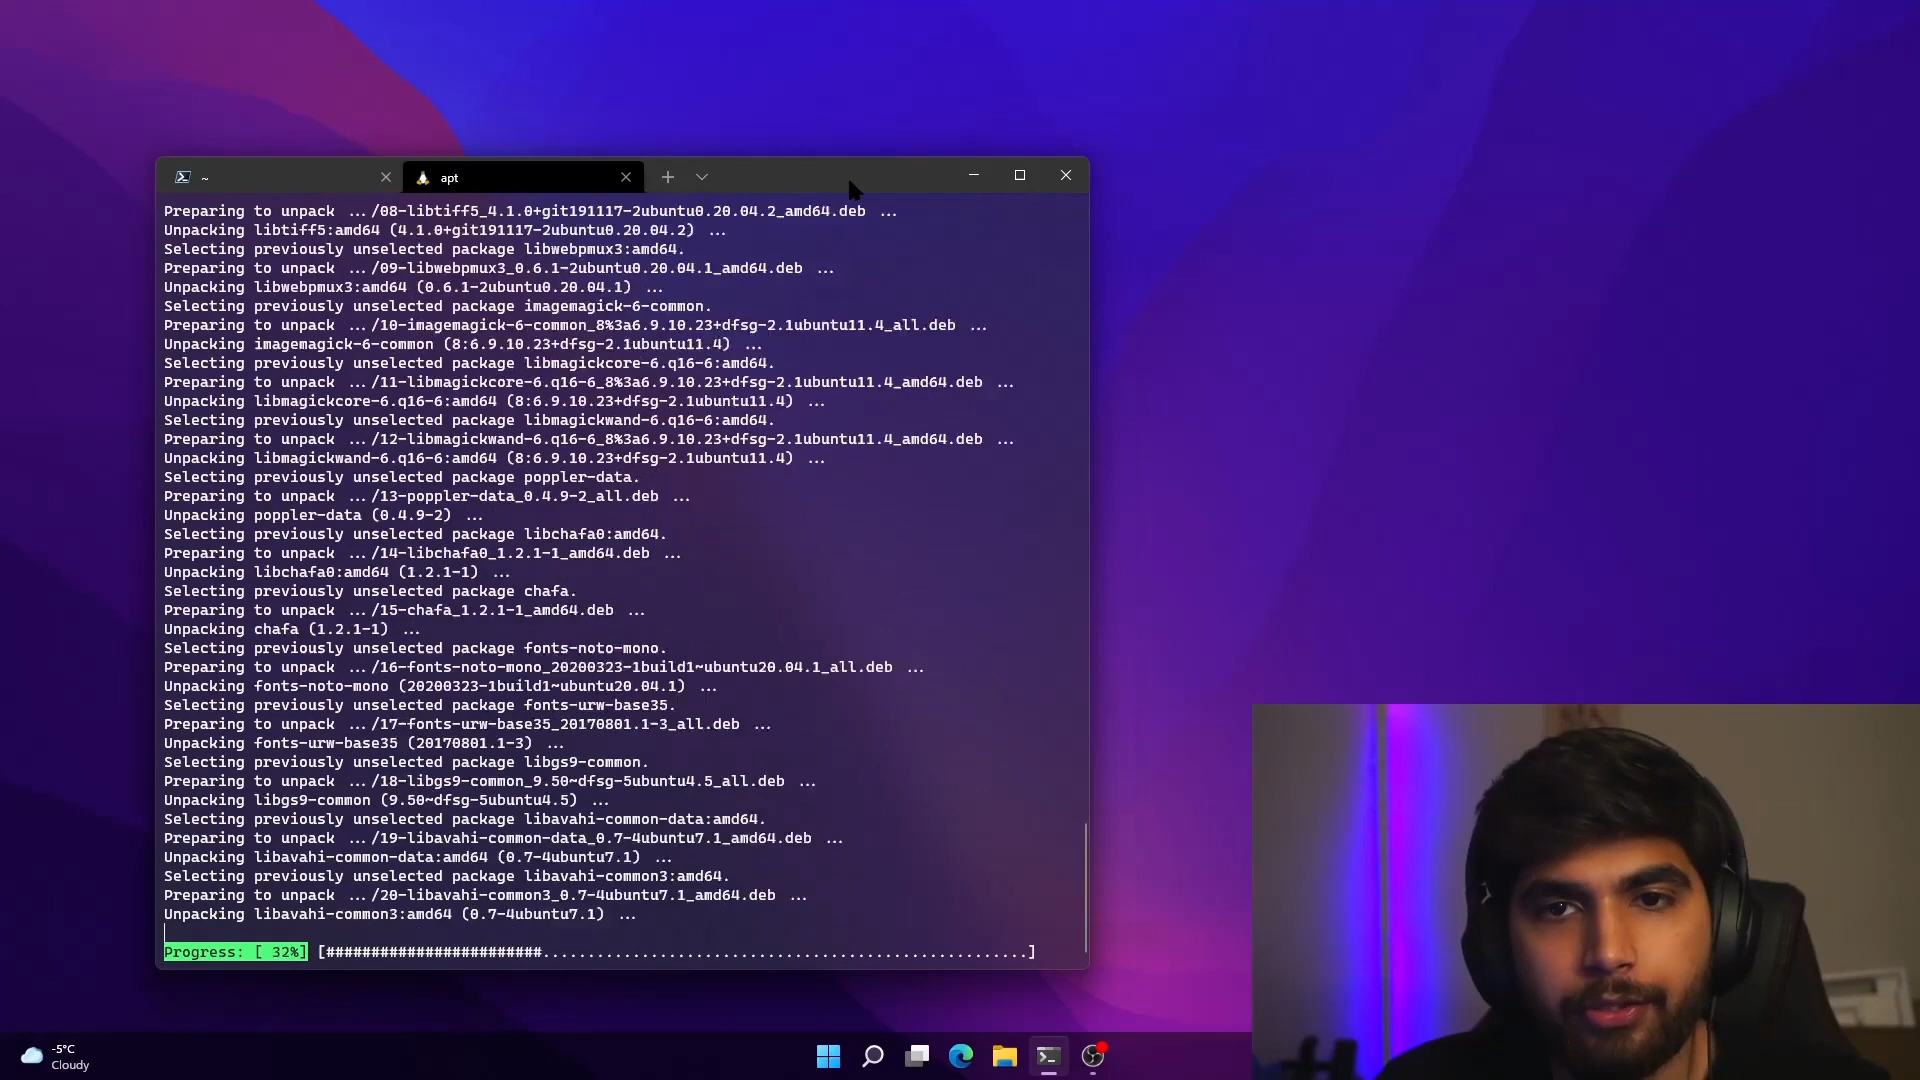 ~
apt
Preparing to unpack .../08-libtiff5_4.1.0+git191117-2ubuntu0.20.04.2_amd64.deb ...
Unpacking libtiff5:amd64 (4.1.0+git191117-2ubuntu0.20.04.2) ...
Selecting previously unselected package libwebpmux3:amd64.
Preparing to unpack .../09-libwebpmux3_0.6.1-2ubuntu0.20.04.1_amd64.deb ...
Unpacking libwebpmux3:amd64 (0.6.1-2ubuntu0.20.04.1) ...
Selecting previously unselected package imagemagick-6-common.
Preparing to unpack .../10-imagemagick-6-common_8%3a6.9.10.23+dfsg-2.1ubuntu11.4_all.deb ...
Unpacking imagemagick-6-common (8:6.9.10.23+dfsg-2.1ubuntu11.4) ...
Selecting previously unselected package libmagickcore-6.q16-6:amd64.
Preparing to unpack .../11-libmagickcore-6.q16-6_8%3a6.9.10.23+dfsg-2.1ubuntu11.4_amd64.deb ...
Unpacking libmagickcore-6.q16-6:amd64 (8:6.9.10.23+dfsg-2.1ubuntu11.4) ...
Selecting previously unselected package libmagickwand-6.q16-6:amd64.
Preparing to unpack .../12-libmagickwand-6.q16-6_8%3a6.9.10.23+dfsg-2.1ubuntu11.4_amd64.deb ...
Unpacking libmagickwand-6.q16-6:amd64 (8:6.9.10.23+dfsg-2.1ubuntu11.4) ...
Selecting previously unselected package poppler-data.
Preparing to unpack .../13-poppler-data_0.4.9-2_all.deb ...
Unpacking poppler-data (0.4.9-2) ...
Selecting previously unselected package libchafa0:amd64.
Preparing to unpack .../14-libchafa0_1.2.1-1_amd64.deb ...
Unpacking libchafa0:amd64 (1.2.1-1) ...
Selecting previously unselected package chafa.
Preparing to unpack .../15-chafa_1.2.1-1_amd64.deb ...
Unpacking chafa (1.2.1-1) ...
Selecting previously unselected package fonts-noto-mono.
Preparing to unpack .../16-fonts-noto-mono_20200323-1build1~ubuntu20.04.1_all.deb ...
Unpacking fonts-noto-mono (20200323-1build1~ubuntu20.04.1) ...
Selecting previously unselected package fonts-urw-base35.
Preparing to unpack .../17-fonts-urw-base35_20170801.1-3_all.deb ...
Unpacking fonts-urw-base35 (20170801.1-3) ...
Selecting previously unselected package libgs9-common.
Preparing to unpack .../18-libgs9-common_9.50~dfsg-5ubuntu4.5_all.deb ...
Unpacking libgs9-common (9.50~dfsg-5ubuntu4.5) ...
Selecting previously unselected package libavahi-common-data:amd64.
Preparing to unpack .../19-libavahi-common-data_0.7-4ubuntu7.1_amd64.deb ...
Unpacking libavahi-common-data:amd64 (0.7-4ubuntu7.1) ...
Selecting previously unselected package libavahi-common3:amd64.
Preparing to unpack .../20-libavahi-common3_0.7-4ubuntu7.1_amd64.deb ...
Unpacking libavahi-common3:amd64 (0.7-4ubuntu7.1) ...
Progress: [ 32%] [########################......................................................]
-5°C
Cloudy